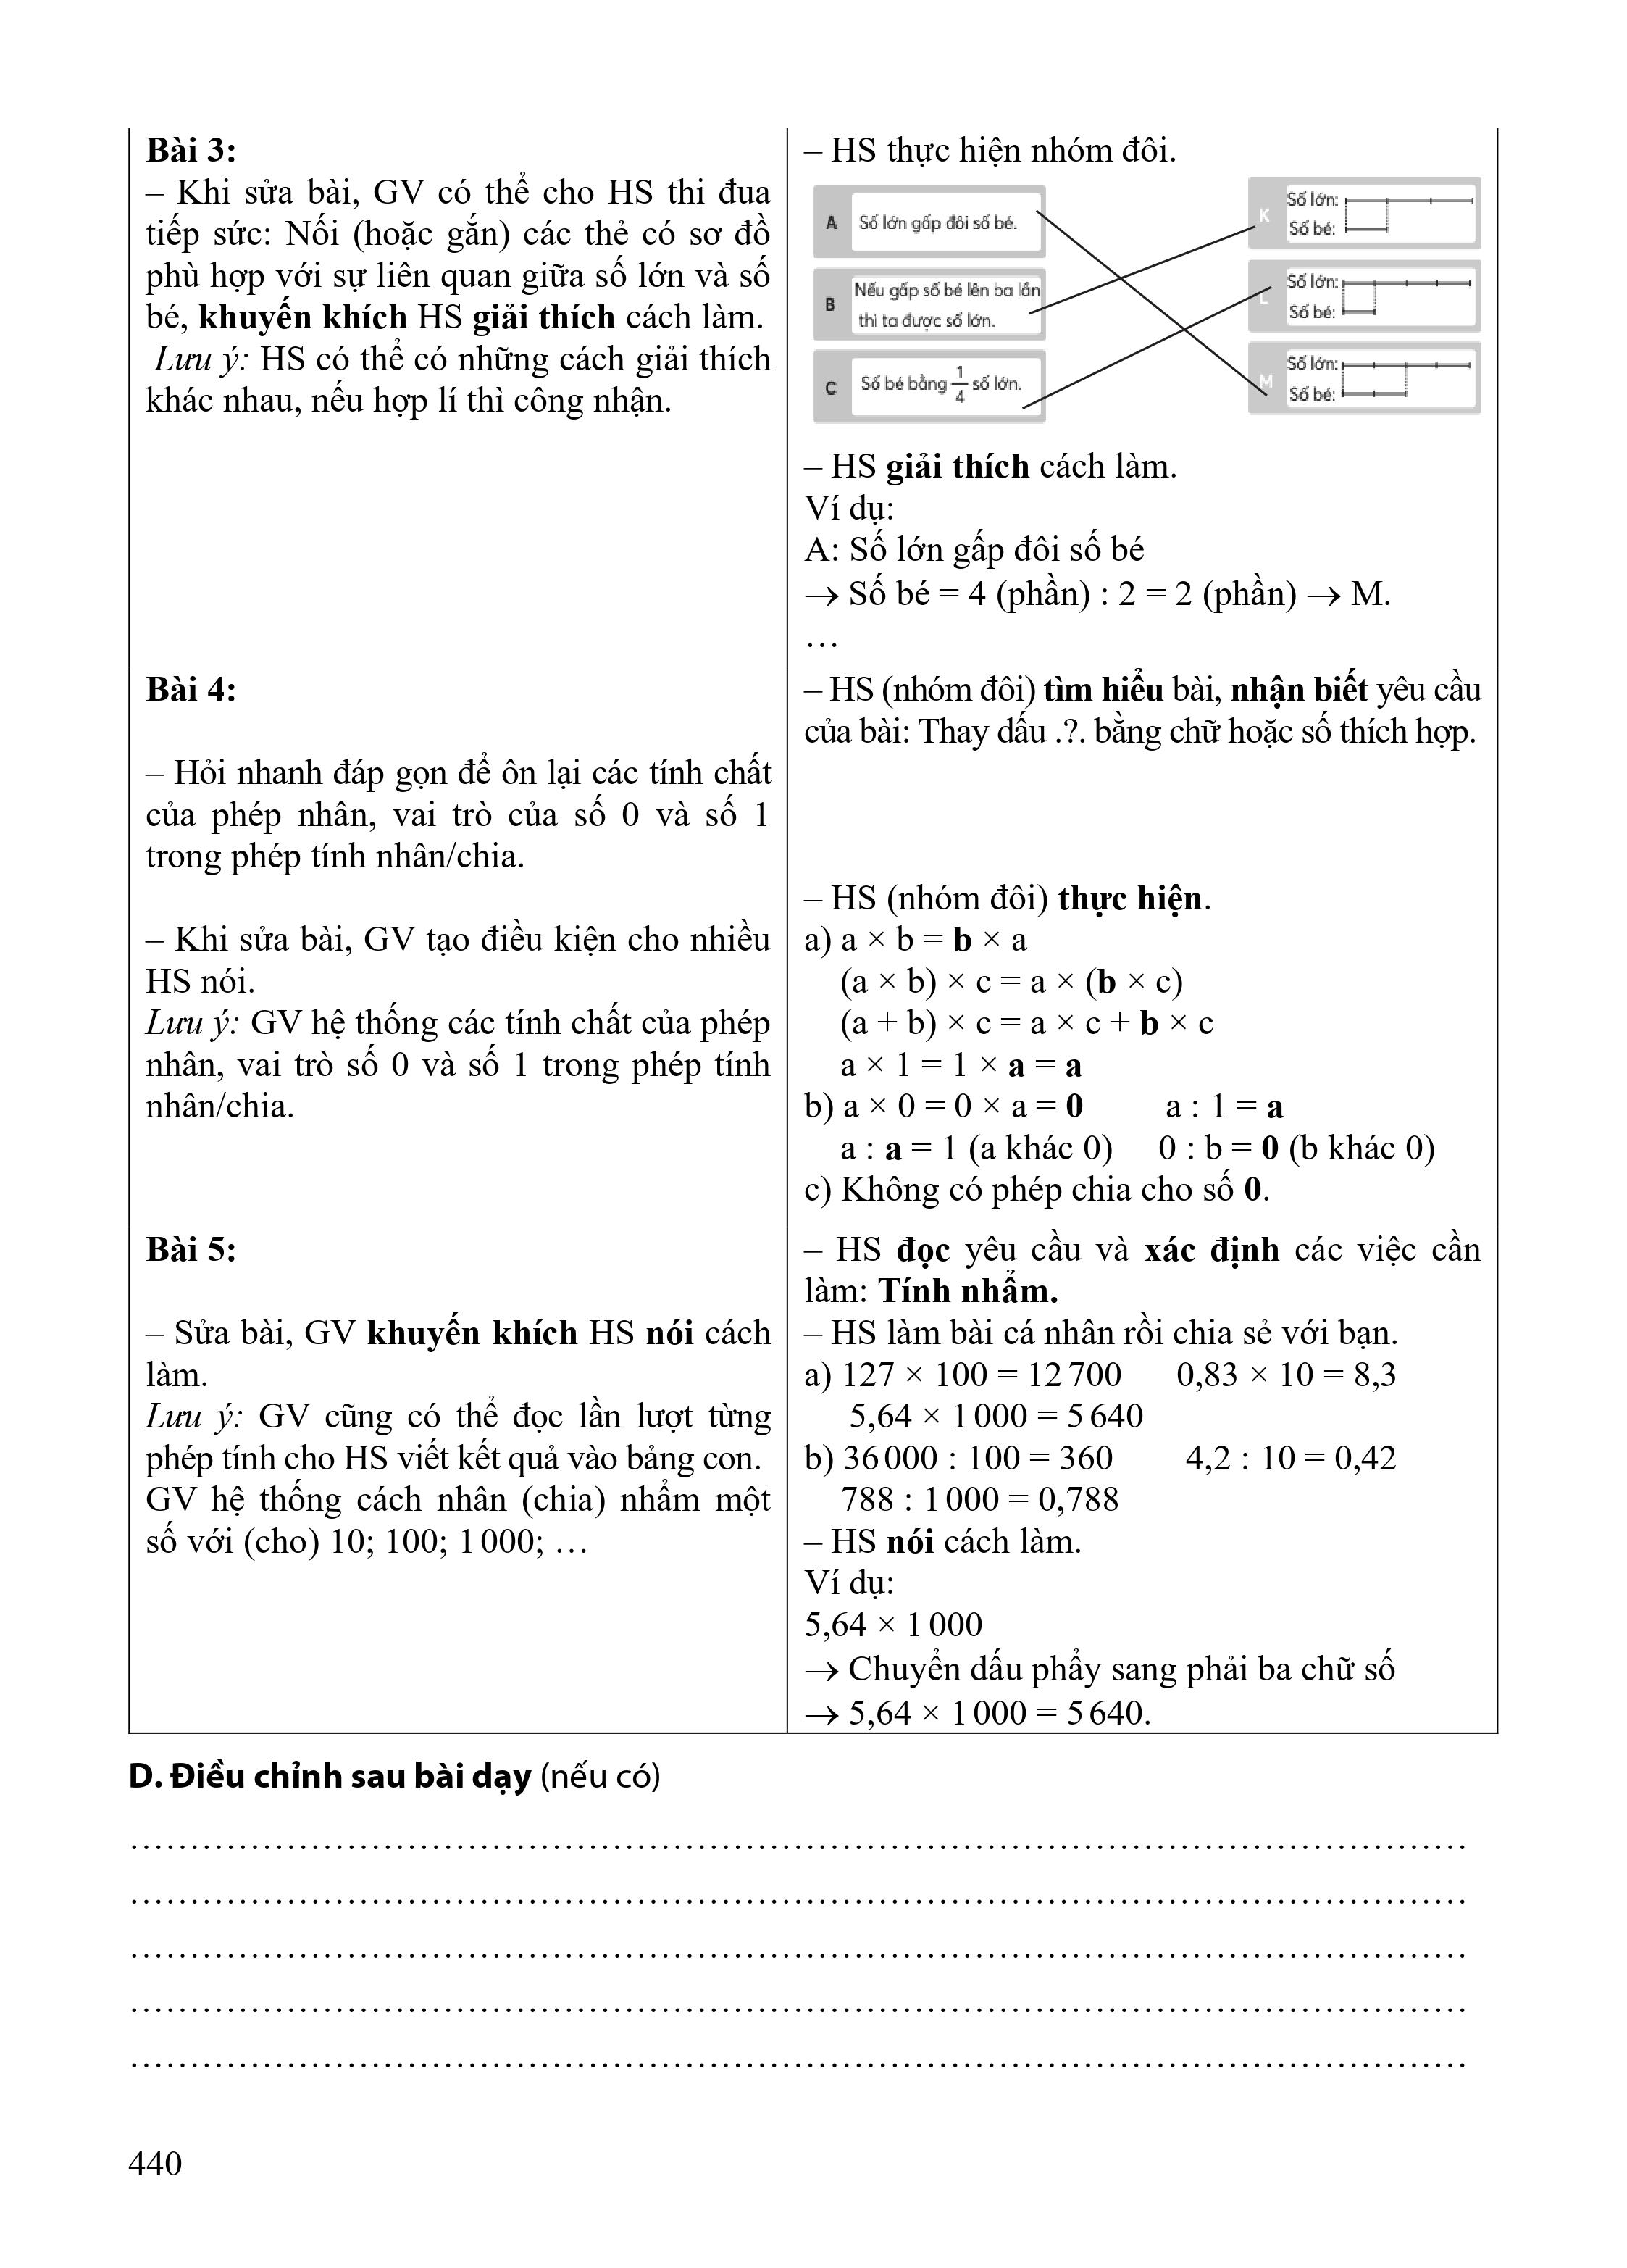 Bài 3:
– Khi sửa bài, GV có thể cho HS thi đua
tiếp sức: Nối (hoặc gắn) các thẻ có sơ đồ
phù hợp với sự liên quan giữa số lớn và số
bé, khuyến khích HS giải thích cách làm.
Lưu ý: HS có thể có những cách giải thích
khác nhau, nếu hợp lí thì công nhận.
– HS thực hiện nhóm đôi.
A Số lớn gấp đôi số bé.
B Nếu gấp số bé lên ba lần
thì ta được số lớn.
C Số bé bằng 1/4 số lớn.
K Số lớn:
Số bé:
L Số lớn:
Số bé:
M Số lớn:
Số bé:
– HS giải thích cách làm.
Ví dụ:
A: Số lớn gấp đôi số bé
→ Số bé = 4 (phần) : 2 = 2 (phần) → M.
…
Bài 4:
– Hỏi nhanh đáp gọn để ôn lại các tính chất
của phép nhân, vai trò của số 0 và số 1
trong phép tính nhân/chia.
– Khi sửa bài, GV tạo điều kiện cho nhiều
HS nói.
Lưu ý: GV hệ thống các tính chất của phép
nhân, vai trò số 0 và số 1 trong phép tính
nhân/chia.
– HS (nhóm đôi) tìm hiểu bài, nhận biết yêu cầu
của bài: Thay dấu .?. bằng chữ hoặc số thích hợp.
– HS (nhóm đôi) thực hiện.
a) a × b = b × a
(a × b) × c = a × (b × c)
(a + b) × c = a × c + b × c
a × 1 = 1 × a = a
b) a × 0 = 0 × a = 0 a : 1 = a
a : a = 1 (a khác 0) 0 : b = 0 (b khác 0)
c) Không có phép chia cho số 0.
Bài 5:
– Sửa bài, GV khuyến khích HS nói cách
làm.
Lưu ý: GV cũng có thể đọc lần lượt từng
phép tính cho HS viết kết quả vào bảng con.
GV hệ thống cách nhân (chia) nhẩm một
số với (cho) 10; 100; 1 000; …
– HS đọc yêu cầu và xác định các việc cần
làm: Tính nhẩm.
– HS làm bài cá nhân rồi chia sẻ với bạn.
a) 127 × 100 = 12 700 0,83 × 10 = 8,3
5,64 × 1 000 = 5 640
b) 36 000 : 100 = 360 4,2 : 10 = 0,42
788 : 1 000 = 0,788
– HS nói cách làm.
Ví dụ:
5,64 × 1 000
→ Chuyển dấu phẩy sang phải ba chữ số
→ 5,64 × 1 000 = 5 640.
D. Điều chỉnh sau bài dạy (nếu có)
440